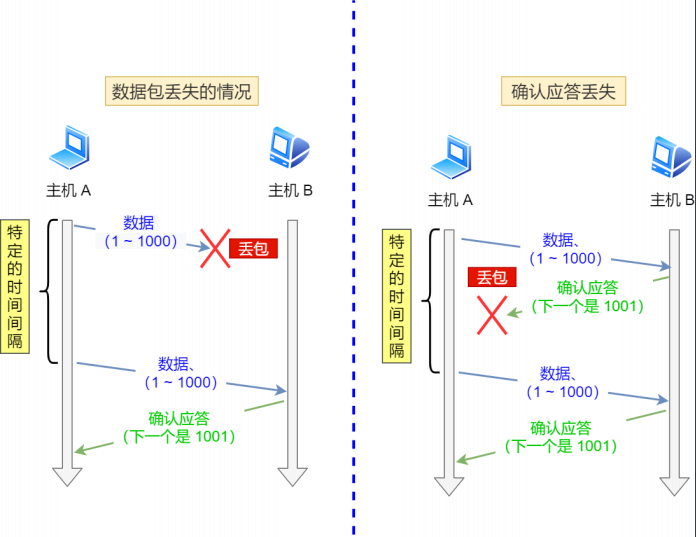 数据包丢失的情况
主机 A
主机 B
特定的时间间隔
数据
（1 ~ 1000）
丢包
数据、
（1 ~ 1000）
确认应答
（下一个是 1001）
确认应答丢失
主机 A
主机 B
特定的时间间隔
数据、
（1 ~ 1000）
丢包
确认应答
（下一个是 1001）
数据、
（1 ~ 1000）
确认应答
（下一个是 1001）